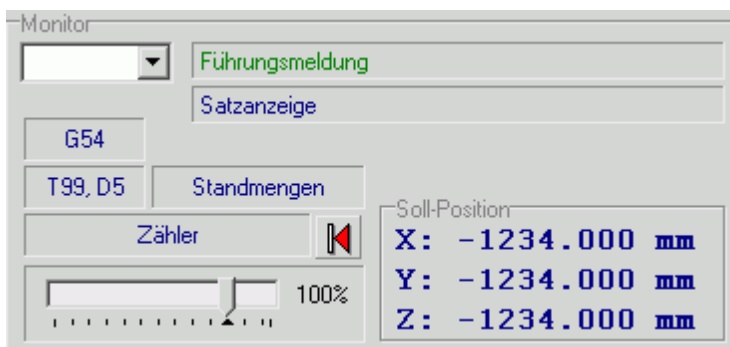 Monitor
Führungsmeldung
Satzanzeige
G54
T99, D5
Standmengen
Zähler
100%
Soll-Position
X: -1234.000 mm
Y: -1234.000 mm
Z: -1234.000 mm